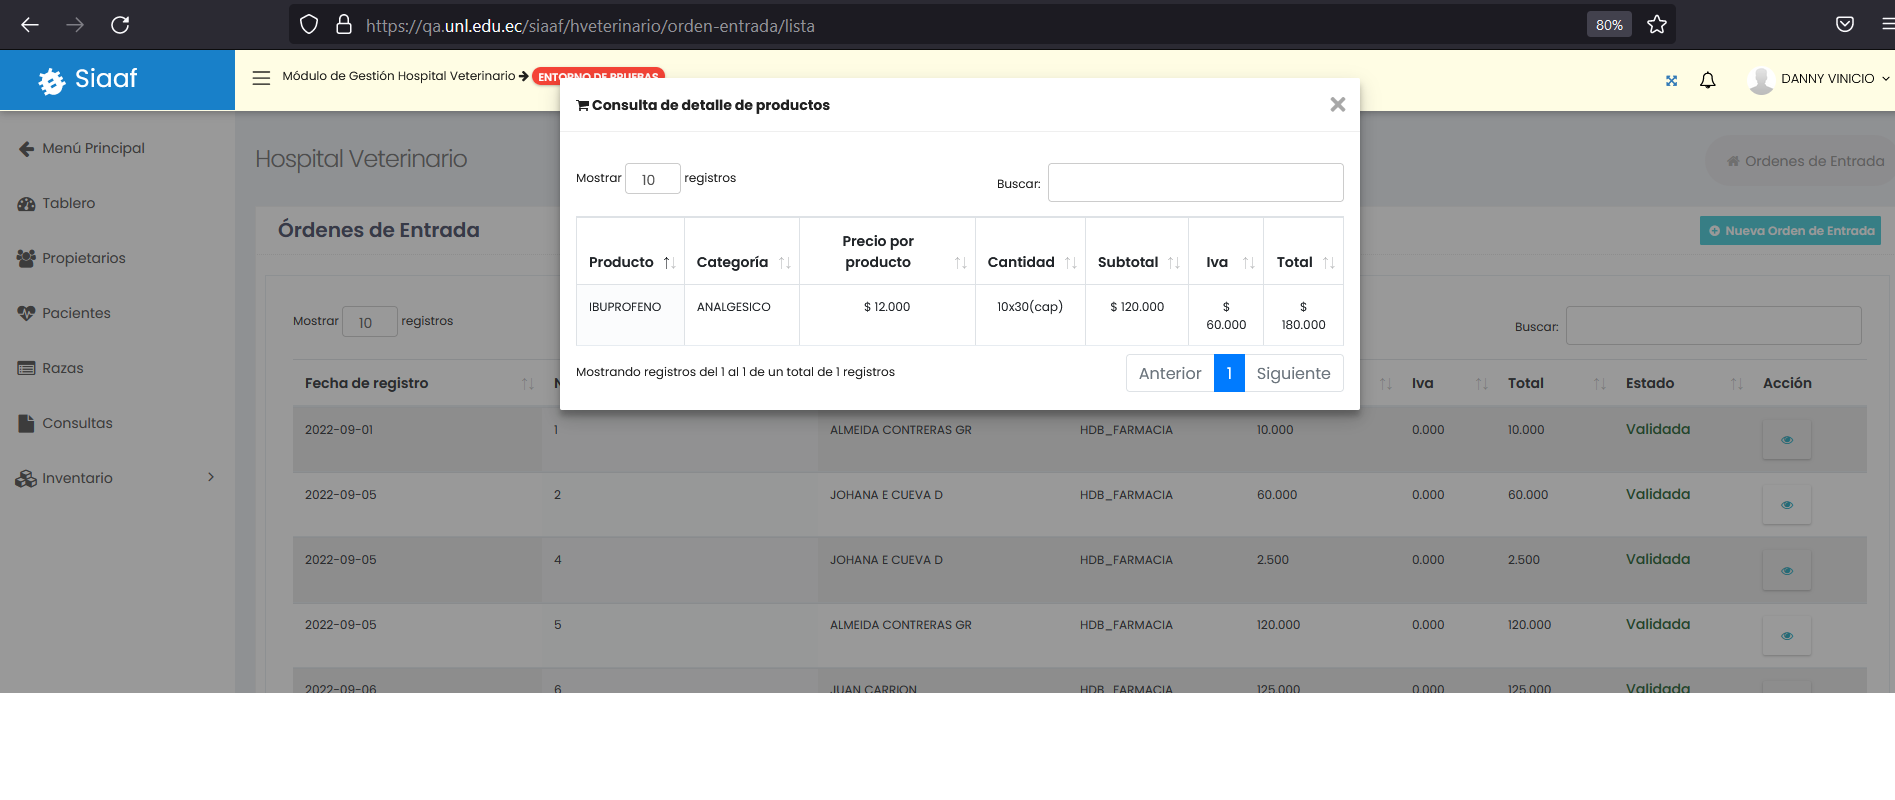 https://qa.unl.edu.ec/siaaf/hveterinario/orden-entrada/lista
80%
Siaaf
Módulo de Gestión Hospital Veterinario
ENTORNO DE PRUEBAS
DANNY VINICIO
Menú Principal
Tablero
Propietarios
Pacientes
Razas
Consultas
Inventario
Hospital Veterinario
Ordenes de Entrada
Órdenes de Entrada
Nueva Orden de Entrada
Mostrar 10 registros
Buscar:
Consulta de detalle de productos
Mostrar 10 registros
Buscar:
Producto Categoría Precio por producto Cantidad Subtotal Iva Total
IBUPROFENO ANALGESICO $ 12.000 10x30(cap) $ 120.000 $ 60.000 $ 180.000
Mostrando registros del 1 al 1 de un total de 1 registros
Anterior 1 Siguiente
Fecha de registro N Iva Total Estado Acción
2022-09-01 1 ALMEIDA CONTRERAS GR HDB_FARMACIA 10.000 0.000 10.000 Validada
2022-09-05 2 JOHANA E CUEVA D HDB_FARMACIA 60.000 0.000 60.000 Validada
2022-09-05 4 JOHANA E CUEVA D HDB_FARMACIA 2.500 0.000 2.500 Validada
2022-09-05 5 ALMEIDA CONTRERAS GR HDB_FARMACIA 120.000 0.000 120.000 Validada
2022-09-06 6 JUAN CARRION HDB_FARMACIA 125.000 0.000 125.000 Validada